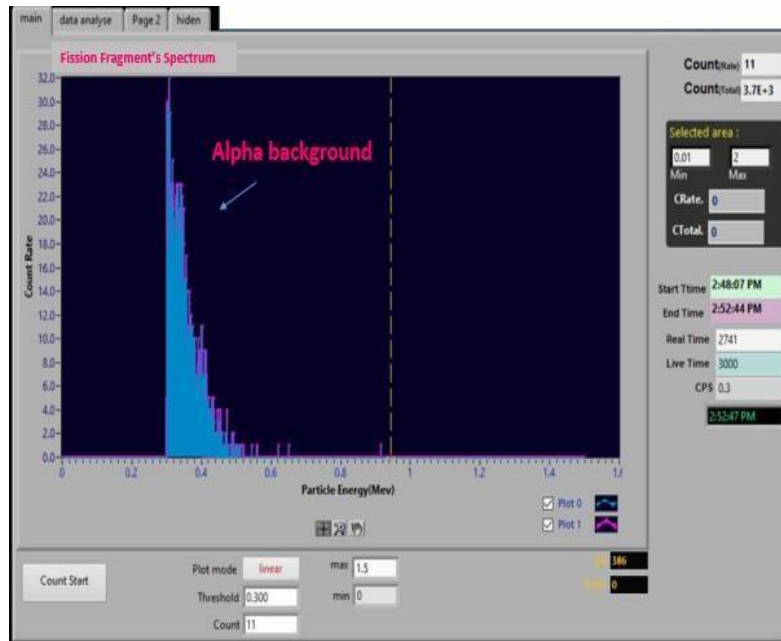 main data analyse Page 2 hiden
Fission Fragment's Spectrum
Count(Rate) 11
Count(Total) 3.7E+3
Selected area :
0.01 2
Min Max
CRate. 0
CTotal. 0
Start Ttime 2:48:07 PM
End Time 2:52:44 PM
Real Time 2741
Live Time 3000
CPS 0.3
2:52:47 PM
Alpha background
Count Rate
32.0
30.0
28.0
26.0
24.0
22.0
20.0
18.0
16.0
14.0
12.0
10.0
8.0
6.0
4.0
2.0
0.0
0 0.2 0.4 0.6 0.8 1 1.2 1.4 1.6
Particle Energy(Mev)
Plot 0
Plot 1
Count Start
Plot mode linear
Threshold 0.300
Count 11
max 1.5
min 0
386
0